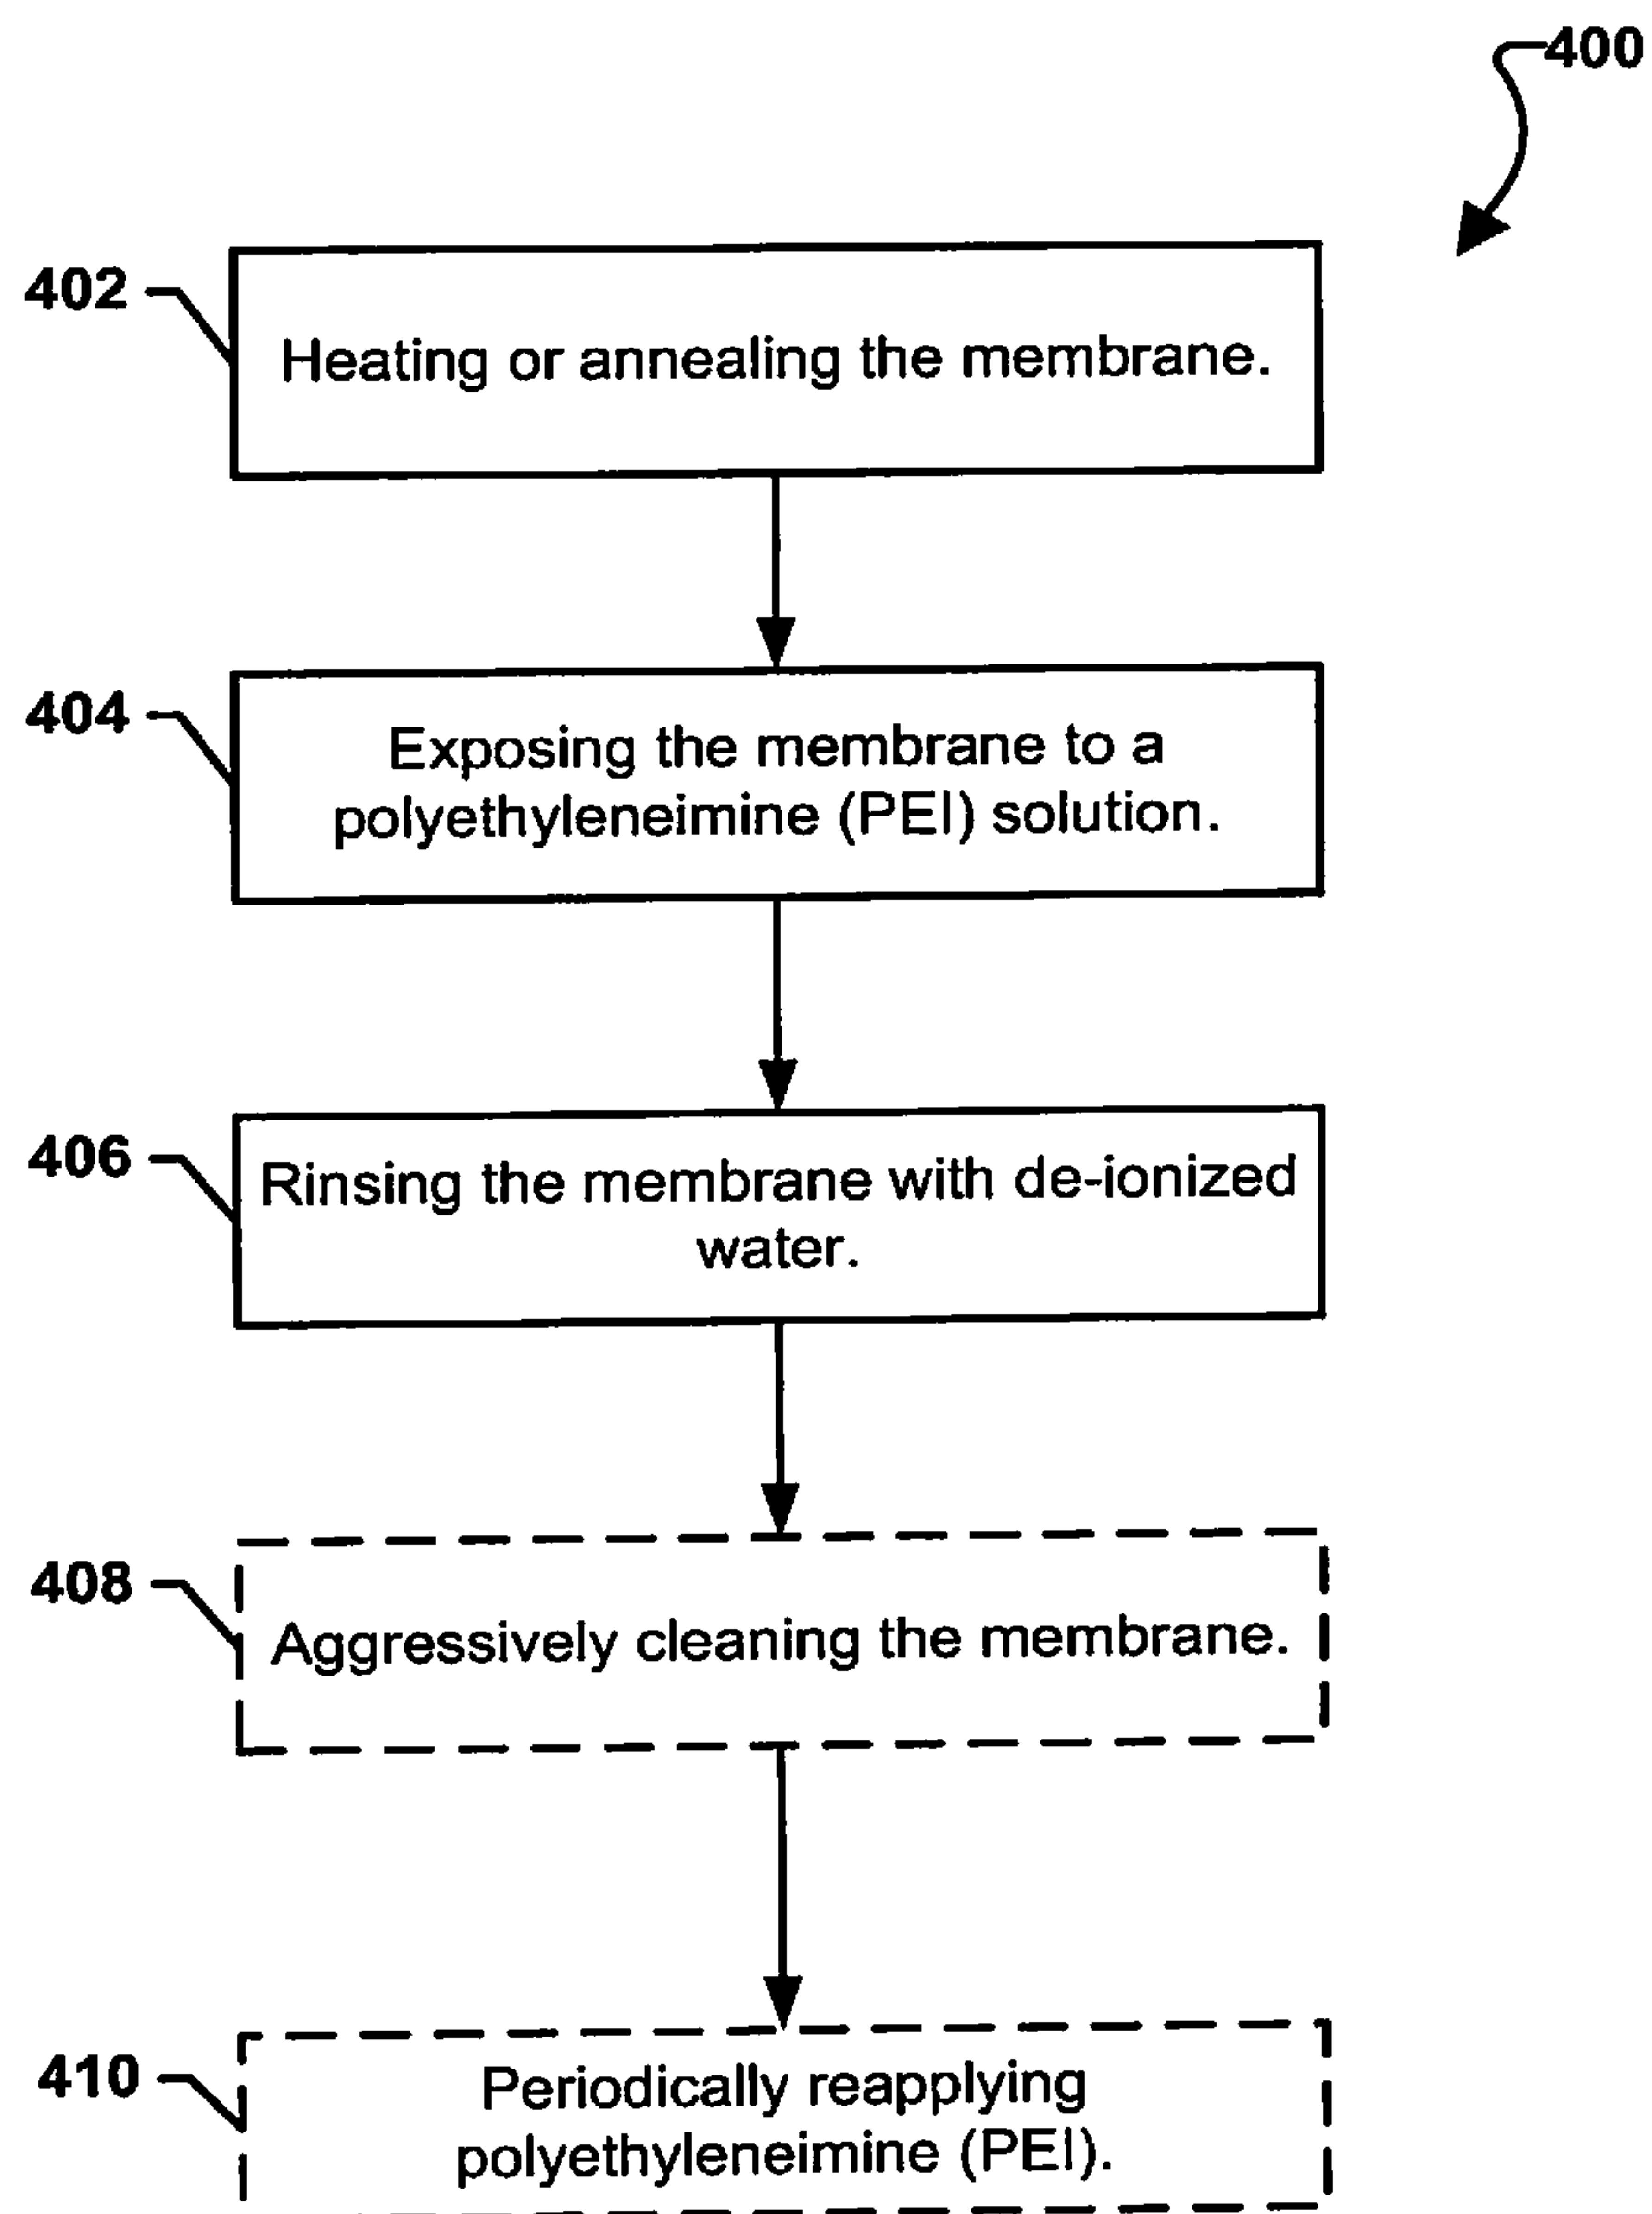 400
402
Heating or annealing the membrane.
404
Exposing the membrane to a
polyethyleneimine (PEI) solution.
406
Rinsing the membrane with de-ionized
water.
408
Aggressively cleaning the membrane.
410
Periodically reapplying
polyethyleneimine (PEI).